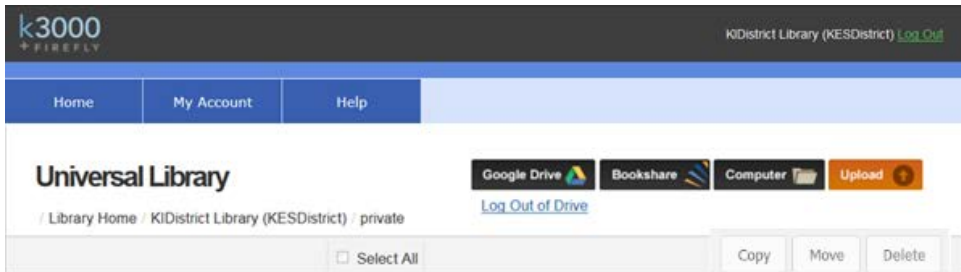 k3000
+ FIREFLY
KIDistrict Library (KESDistrict) Log Out
Home My Account Help
Universal Library
Google Drive Bookshare Computer Upload
Log Out of Drive
/ Library Home / KIDistrict Library (KESDistrict) / private
Select All
Copy Move Delete